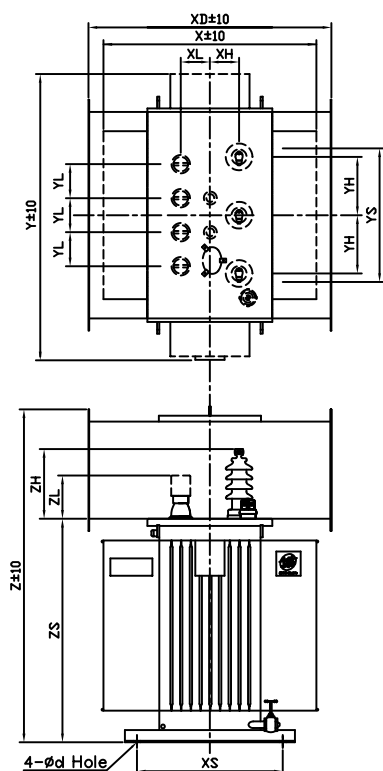 XD±10
X±10
XL XH
YL
YL
YL
Y±10
YH
YH
YS
ZH
ZL
Z±10
ZS
4-Ød Hole
XS